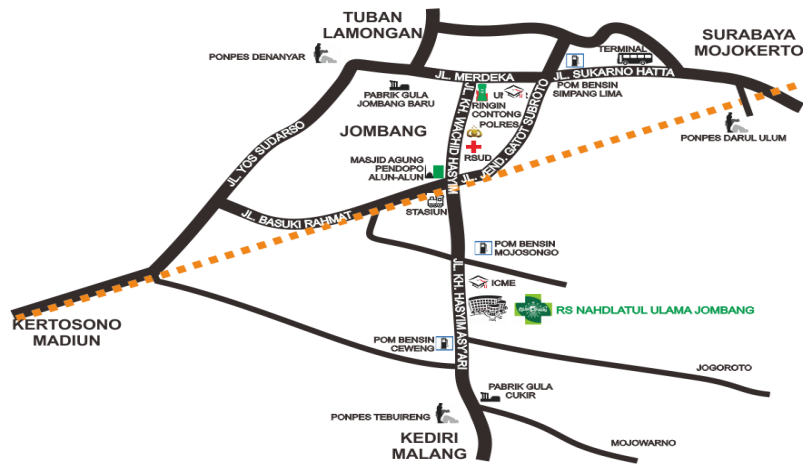 TUBAN
LAMONGAN
SURABAYA
MOJOKERTO
PONPES DENANYAR
TERMINAL
JL. MERDEKA
JL. SUKARNO HATTA
POM BENSIN
SIMPANG LIMA
PABRIK GULA
JOMBANG BARU
RINGIN
CONTONG
POLRES
JOMBANG
JL. KH. WACHID HASYIM
JL. JEND. GATOT SUBROTO
PONPES DARUL ULUM
RSUD
MASJID AGUNG
PENDOPO
ALUN-ALUN
JL. YOS SUDARSO
STASIUN
JL. BASUKI RAHMAT
POM BENSIN
MOJOSONGO
JL. KH. HASYIM ASYARI
ICME
RS NAHDLATUL ULAMA JOMBANG
KERTOSONO
MADIUN
POM BENSIN
CEWENG
JOGOROTO
PABRIK GULA
CUKIR
PONPES TEBUIRENG
KEDIRI
MALANG
MOJOWARNO